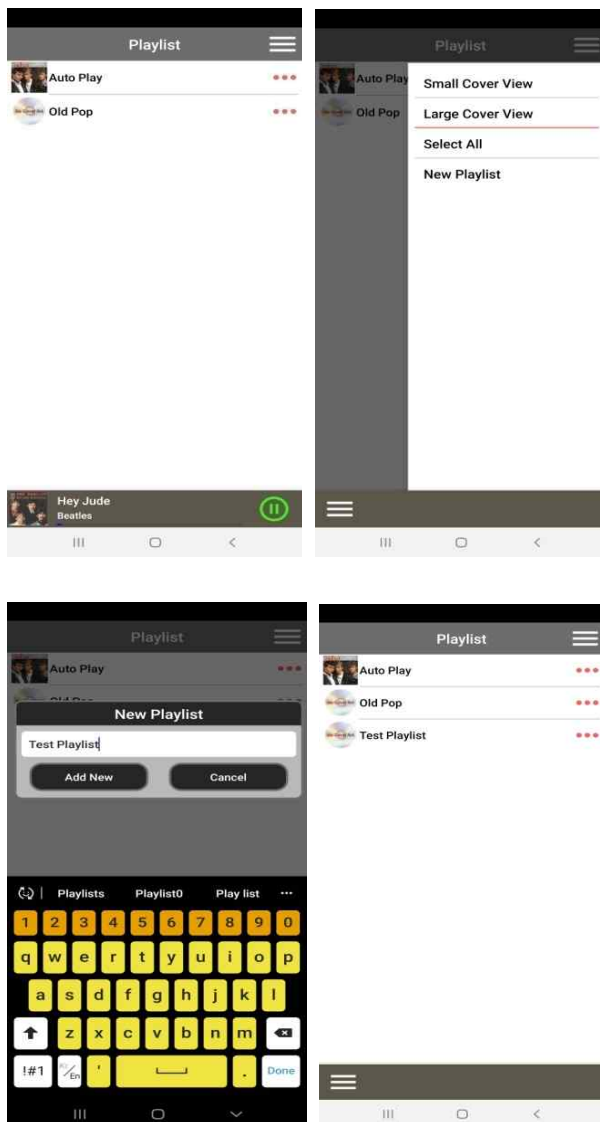 Playlist
Auto Play
Old Pop
Hey Jude
Beatles
Playlist
Auto Play
Old Pop
Small Cover View
Large Cover View
Select All
New Playlist
Playlist
Auto Play
New Playlist
Test Playlist
Add New Cancel
Playlists Playlist0 Play list ...
1 2 3 4 5 6 7 8 9 0
q w e r t y u i o p
a s d f g h j k l
z x c v b n m
!#1 En ' . Done
Playlist
Auto Play
Old Pop
Test Playlist